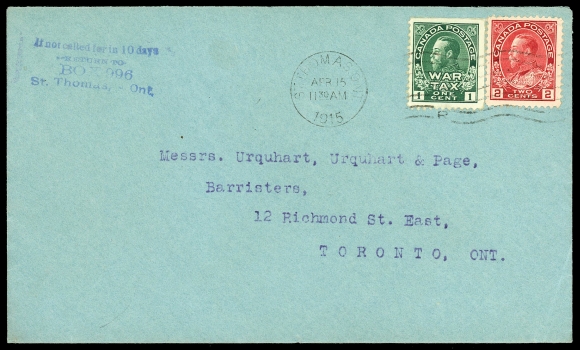 If not called for in 10 days
RETURN TO
BOX 996
St. Thomas, - Ont.
ST. THOMAS, ONT.
APR 15
11 30 AM
1915
CANADA POSTAGE
WAR
TAX
ONE
1 CENT 1
CANADA POSTAGE
TWO
2 CENTS 2
Messrs. Urquhart, Urquhart & Page,
Barristers,
12 Richmond St. East,
TORONTO, ONT.